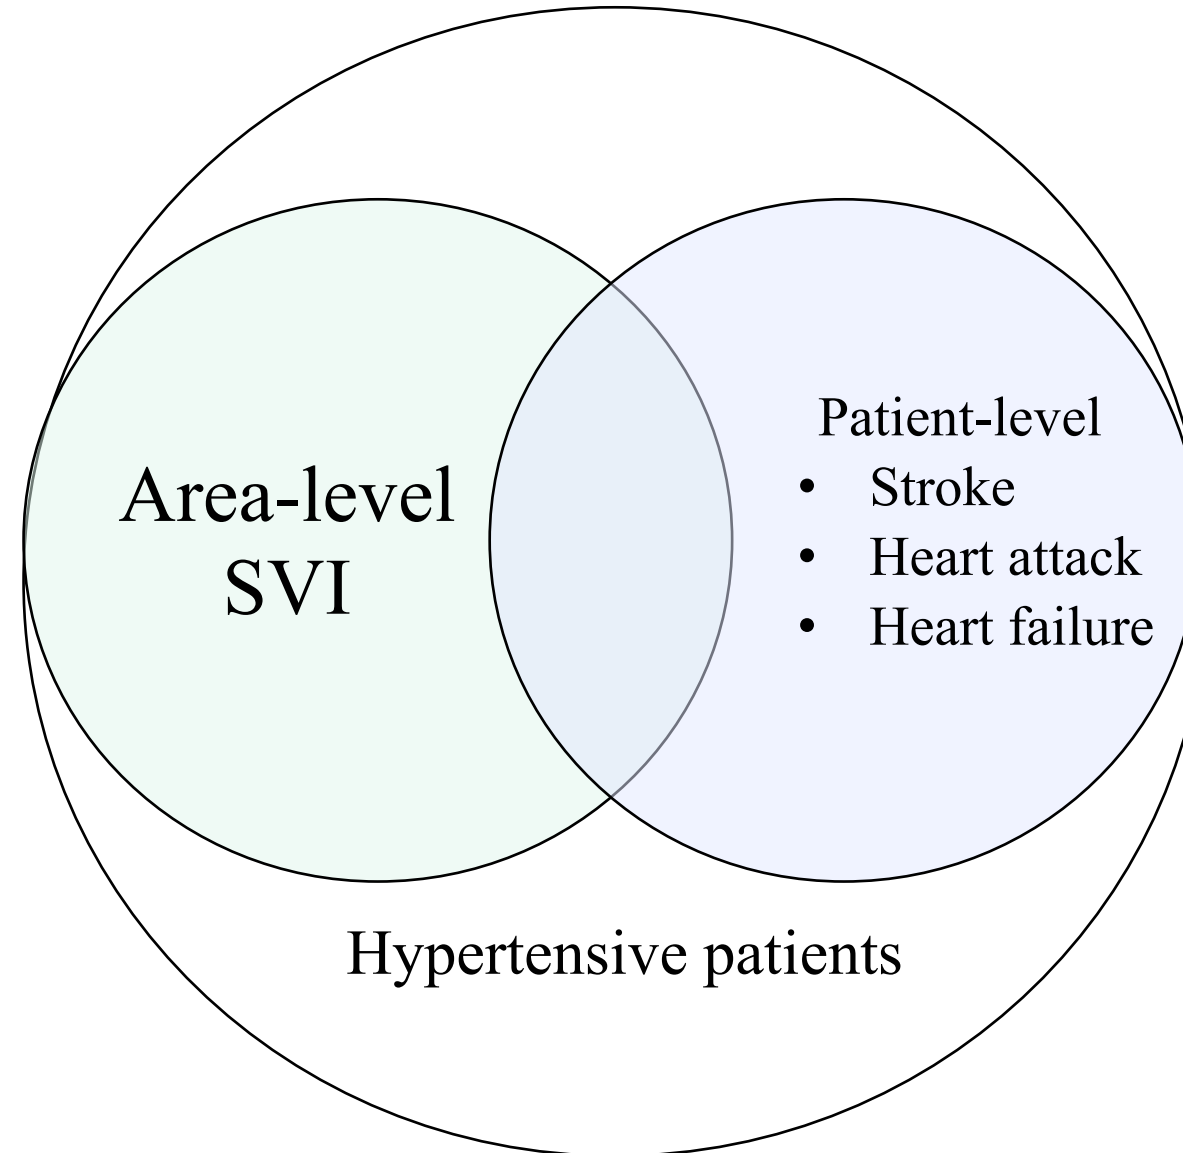 Area-level
SVI
Patient-level
• Stroke
• Heart attack
• Heart failure
Hypertensive patients